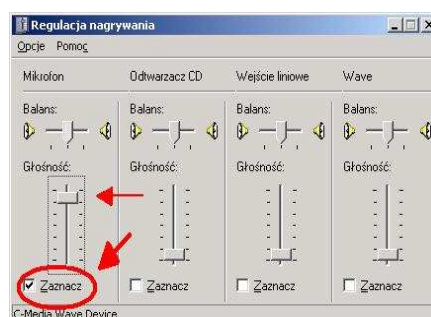 Regulacja nagrywania
Opcje Pomoc
Mikrofon Odtwarzacz CD Wejście liniowe Wave
Balans: Balans: Balans: Balans:
Głośność: Głośność: Głośność: Głośność:
Zaznacz Zaznacz Zaznacz Zaznacz
C-Media Wave Device